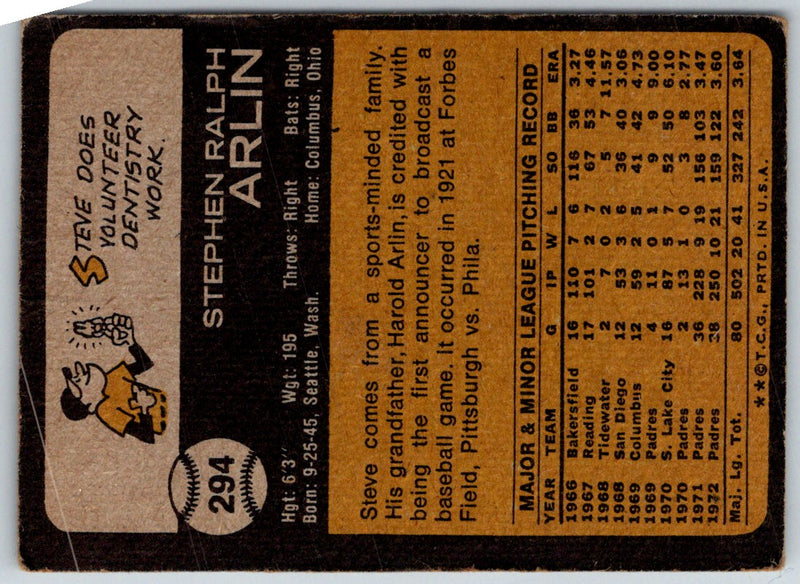 STEVE DOES
VOLUNTEER
DENTISTRY
WORK.
294
STEPHEN RALPH
ARLIN
Hgt: 6'3" Wgt: 195 Throws: Right Bats: Right
Born: 9-25-45, Seattle, Wash. Home: Columbus, Ohio
Steve comes from a sports-minded family.
His grandfather, Harold Arlin, is credited with
being the first announcer to broadcast a
baseball game. It occurred in 1921 at Forbes
Field, Pittsburgh vs. Phila.
MAJOR & MINOR LEAGUE PITCHING RECORD
YEAR TEAM G IP W L SO BB ERA
1966 Bakersfield 16 110 7 6 116 36 3.27
1967 Reading 17 101 2 7 67 53 4.46
1968 Tidewater 2 7 0 2 5 7 11.57
1968 San Diego 12 53 3 6 36 40 3.06
1969 Columbus 12 59 2 5 41 42 4.73
1969 Padres 4 11 0 1 9 9 9.00
1970 S. Lake City 16 87 5 7 52 50 6.10
1970 Padres 2 13 1 0 3 8 2.77
1971 Padres 36 228 9 19 156 103 3.47
1972 Padres 38 250 10 21 159 122 3.60
Maj. Lg. Tot. 80 502 20 41 327 242 3.64
★★©T.C.G., PRTD. IN U.S.A.